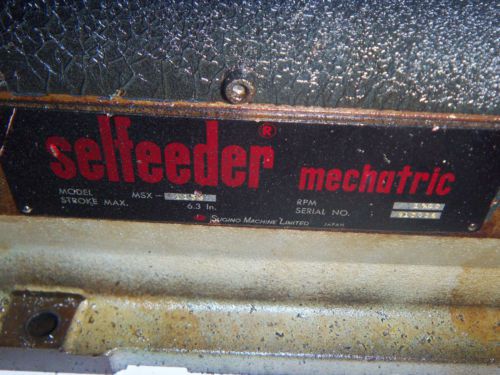 selfeeder® mechatric
MODEL MSX-
RPM
STROKE MAX. 6.3 In.
SERIAL NO.
SUGINO MACHINE LIMITED JAPAN